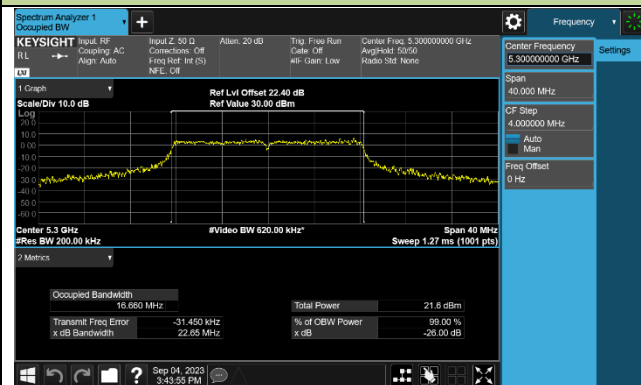 Spectrum Analyzer 1
Occupied BW
+
Frequency
KEYSIGHT
RL
LXI
Input: RF
Coupling: AC
Align: Auto
Input Z: 50 Ω
Corrections: Off
Freq Ref: Int (S)
NFE: Off
Atten: 20 dB
Trig: Free Run
Gate: Off
#IF Gain: Low
Center Freq: 5.300000000 GHz
Avg|Hold: 50/50
Radio Std: None
Center Frequency
5.300000000 GHz
Settings
Span
40.000 MHz
CF Step
4.000000 MHz
Auto
Man
Freq Offset
0 Hz
1 Graph
Scale/Div 10.0 dB
Ref Lvl Offset 22.40 dB
Ref Value 30.00 dBm
Log
20.0
10.0
0.00
-10.0
-20.0
-30.0
-40.0
-50.0
-60.0
Center 5.3 GHz
#Res BW 200.00 kHz
#Video BW 620.00 kHz*
Span 40 MHz
Sweep 1.27 ms (1001 pts)
2 Metrics
Occupied Bandwidth
16.660 MHz
Total Power 21.6 dBm
Transmit Freq Error -31.450 kHz
% of OBW Power 99.00 %
x dB Bandwidth 22.65 MHz
x dB -26.00 dB
?
Sep 04, 2023
3:43:55 PM